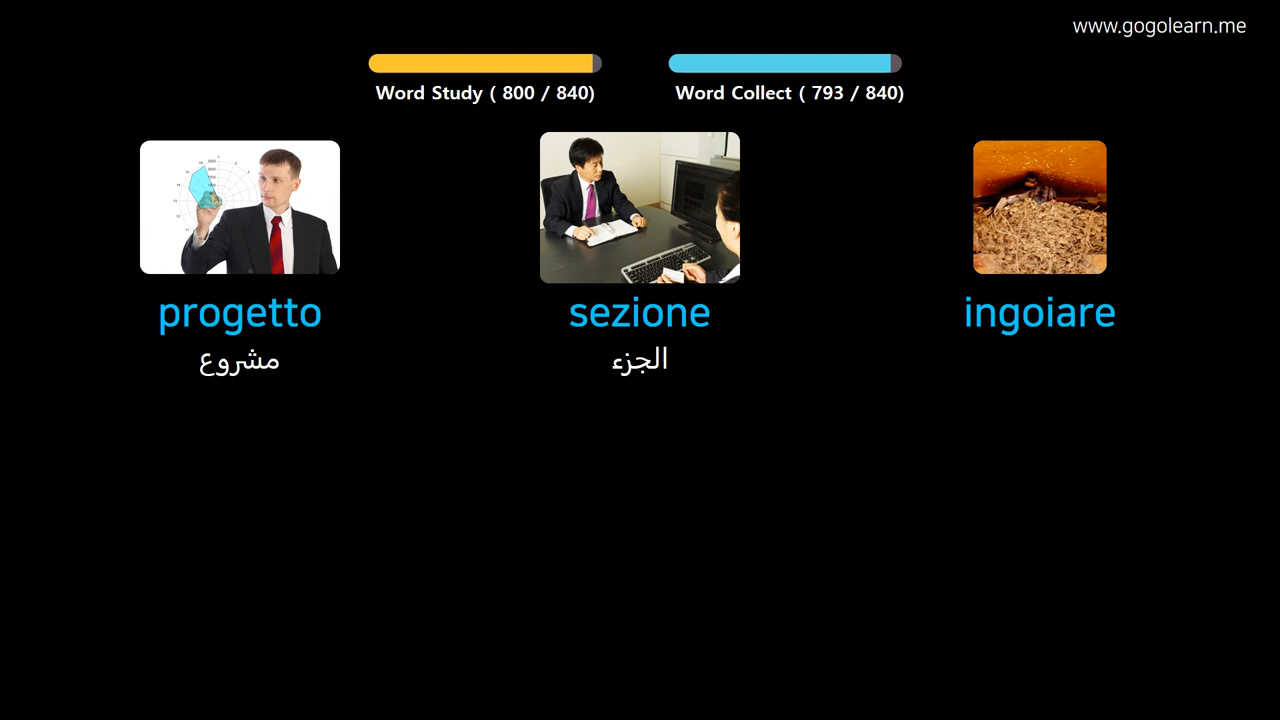 www.gogolearn.me
Word Study ( 800 / 840)
Word Collect ( 793 / 840)
progetto
مشروع
sezione
الجزء
ingoiare